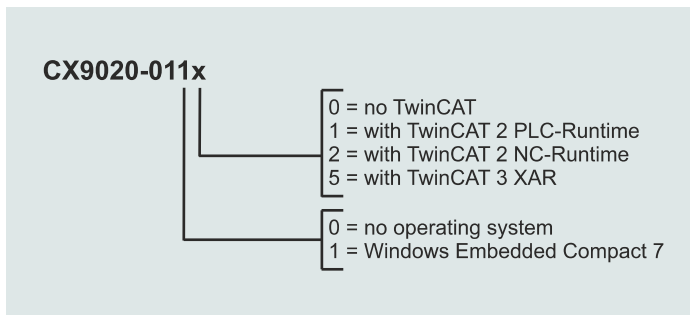 CX9020-011x
0 = no TwinCAT
1 = with TwinCAT 2 PLC-Runtime
2 = with TwinCAT 2 NC-Runtime
5 = with TwinCAT 3 XAR
0 = no operating system
1 = Windows Embedded Compact 7